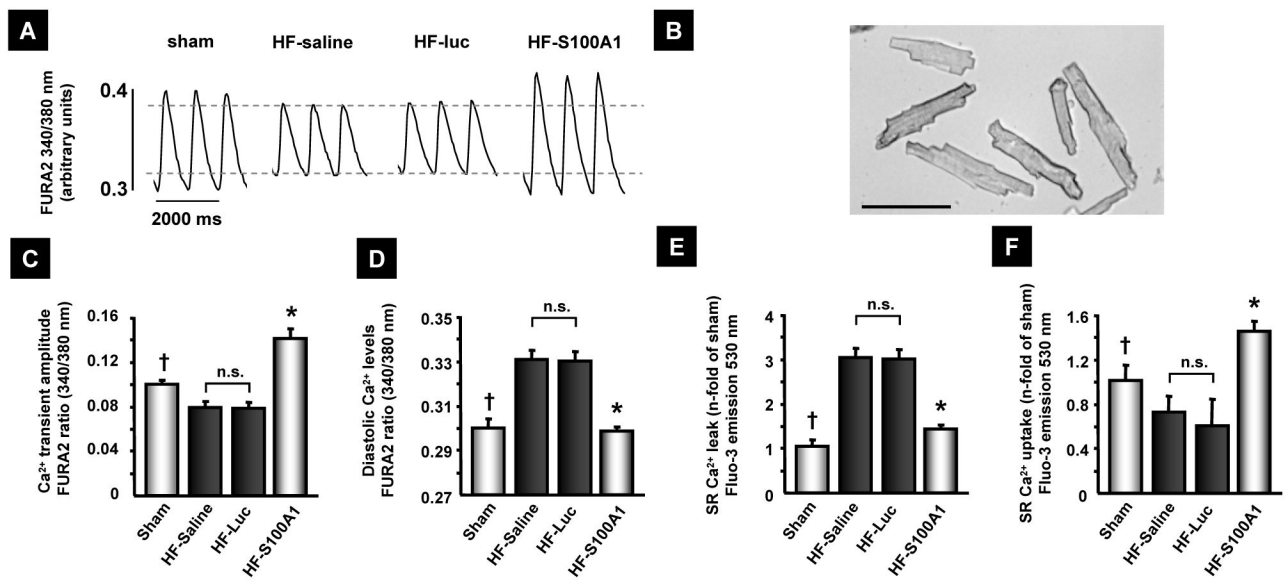 A
sham
HF-saline
HF-luc
HF-S100A1
FURA2 340/380 nm
(arbitrary units)
0.4
0.3
2000 ms
B
C
Ca²⁺ transient amplitude
FURA2 ratio (340/380 nm)
0.16
0.12
0.08
0.04
0
†
n.s.
*
Sham
HF-Saline
HF-Luc
HF-S100A1
D
Diastolic Ca²⁺ levels
FURA2 ratio (340/380 nm)
0.35
0.33
0.31
0.29
0.27
†
n.s.
*
Sham
HF-Saline
HF-Luc
HF-S100A1
E
SR Ca²⁺ leak (n-fold of sham)
Fluo-3 emission 530 nm
4
3
2
1
0
†
n.s.
*
Sham
HF-Saline
HF-Luc
HF-S100A1
F
SR Ca²⁺ uptake (n-fold of sham)
Fluo-3 emission 530 nm
1.6
1.2
0.8
0.4
0
†
n.s.
*
Sham
HF-Saline
HF-Luc
HF-S100A1